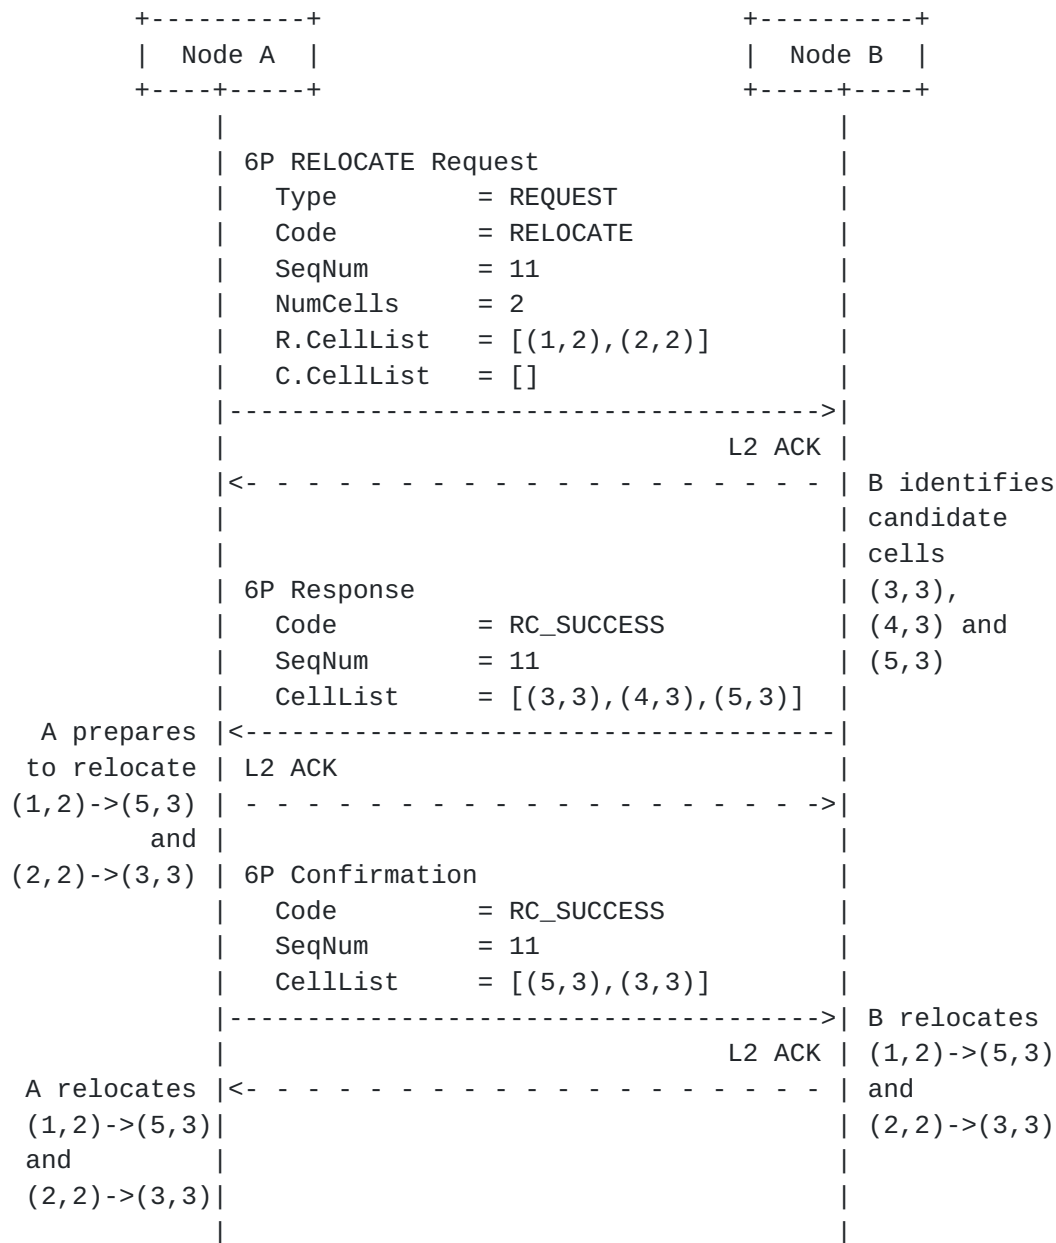 +----------+                           +----------+
        |  Node A  |                           |  Node B  |
        +----+-----+                           +-----+----+
             |                                       |
             | 6P RELOCATE Request                   |
             |   Type       = REQUEST                |
             |   Code       = RELOCATE               |
             |   SeqNum     = 11                     |
             |   NumCells   = 2                      |
             |   R.CellList = [(1,2),(2,2)]          |
             |   C.CellList = []                     |
             |-------------------------------------->|
             |                                L2 ACK |
             |<- - - - - - - - - - - - - - - - - - - | B identifies
             |                                       | candidate
             |                                       | cells
             | 6P Response                           | (3,3),
             |   Code       = RC_SUCCESS             | (4,3) and
             |   SeqNum     = 11                     | (5,3)
             |   CellList   = [(3,3),(4,3),(5,3)]    |
  A prepares |<--------------------------------------|
 to relocate | L2 ACK                                |
(1,2)->(5,3) | - - - - - - - - - - - - - - - - - - ->|
         and |                                       |
(2,2)->(3,3) | 6P Confirmation                       |
             |   Code       = RC_SUCCESS             |
             |   SeqNum     = 11                     |
             |   CellList   = [(5,3),(3,3)]          |
             |-------------------------------------->| B relocates
             |                                L2 ACK | (1,2)->(5,3)
 A relocates |<- - - - - - - - - - - - - - - - - - - | and
 (1,2)->(5,3)|                                       | (2,2)->(3,3)
 and         |                                       |
 (2,2)->(3,3)|                                       |
             |                                       |